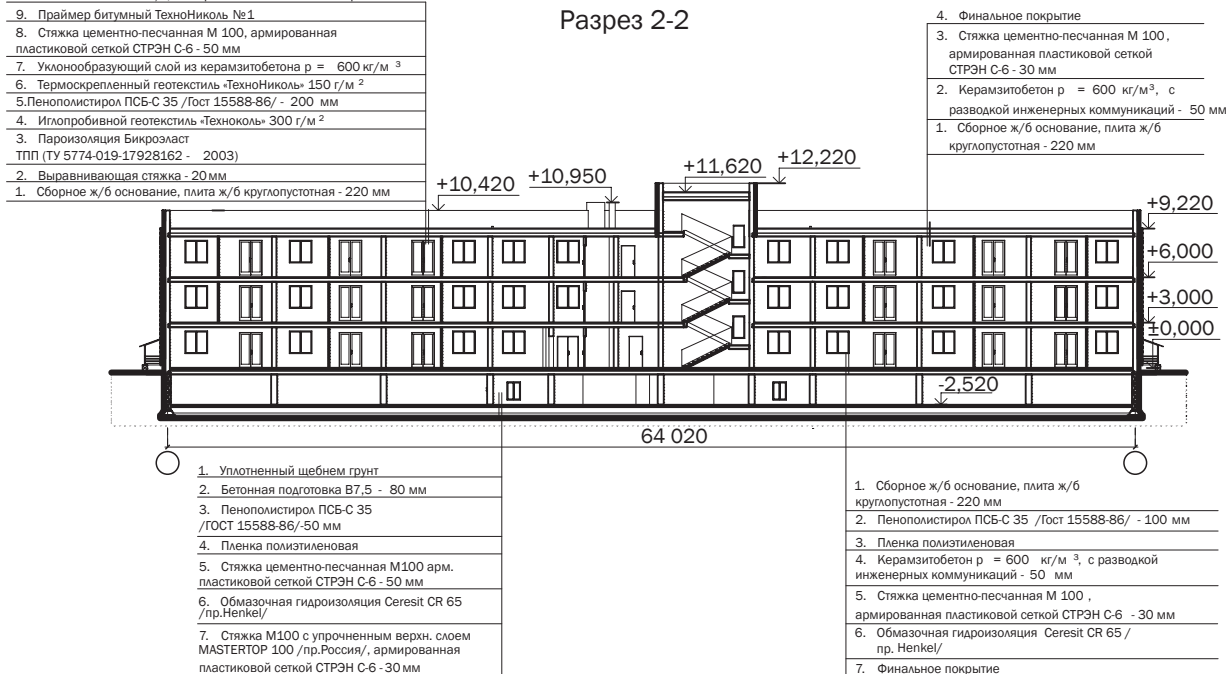 9. Праймер битумный ТехноНиколь №1
8. Стяжка цементно-песчанная М 100, армированная
пластиковой сеткой СТРЭН С-6 - 50 мм
7. Уклонообразующий слой из керамзитобетона р = 600 кг/м ³
6. Термоскрепленный геотекстиль «ТехноНиколь» 150 г/м ²
5.Пенополистирол ПСБ-С 35 /Гост 15588-86/ - 200 мм
4. Иглопробивной геотекстиль «Техноколь» 300 г/м ²
3. Пароизоляция Бикроэласт
ТПП (ТУ 5774-019-17928162 - 2003)
2. Выравнивающая стяжка - 20мм
1. Сборное ж/б основание, плита ж/б круглопустотная - 220 мм
Разрез 2-2
4. Финальное покрытие
3. Стяжка цементно-песчанная М 100,
армированная пластиковой сеткой
СТРЭН С-6 - 30 мм
2. Керамзитобетон р = 600 кг/м³, с
разводкой инженерных коммуникаций - 50 мм
1. Сборное ж/б основание, плита ж/б
круглопустотная - 220 мм
+10,420
+10,950
+11,620
+12,220
+9,220
+6,000
+3,000
±0,000
-2,520
64 020
1. Уплотненный щебнем грунт
2. Бетонная подготовка В7,5 - 80 мм
3. Пенополистирол ПСБ-С 35
/ГОСТ 15588-86/-50 мм
4. Пленка полиэтиленовая
5. Стяжка цементно-песчанная М100 арм.
пластиковой сеткой СТРЭН С-6 - 50 мм
6. Обмазочная гидроизоляция Ceresit CR 65
/пр.Henkel/
7. Стяжка М100 с упрочненным верхн. слоем
MASTERTOP 100 /пр.Россия/, армированная
пластиковой сеткой СТРЭН С-6 - 30 мм
1. Сборное ж/б основание, плита ж/б
круглопустотная - 220 мм
2. Пенополистирол ПСБ-С 35 /Гост 15588-86/ - 100 мм
3. Пленка полиэтиленовая
4. Керамзитобетон р = 600 кг/м ³, с разводкой
инженерных коммуникаций - 50 мм
5. Стяжка цементно-песчанная М 100 ,
армированная пластиковой сеткой СТРЭН С-6 - 30 мм
6. Обмазочная гидроизоляция Ceresit CR 65 /
пр. Henkel/
7. Финальное покрытие